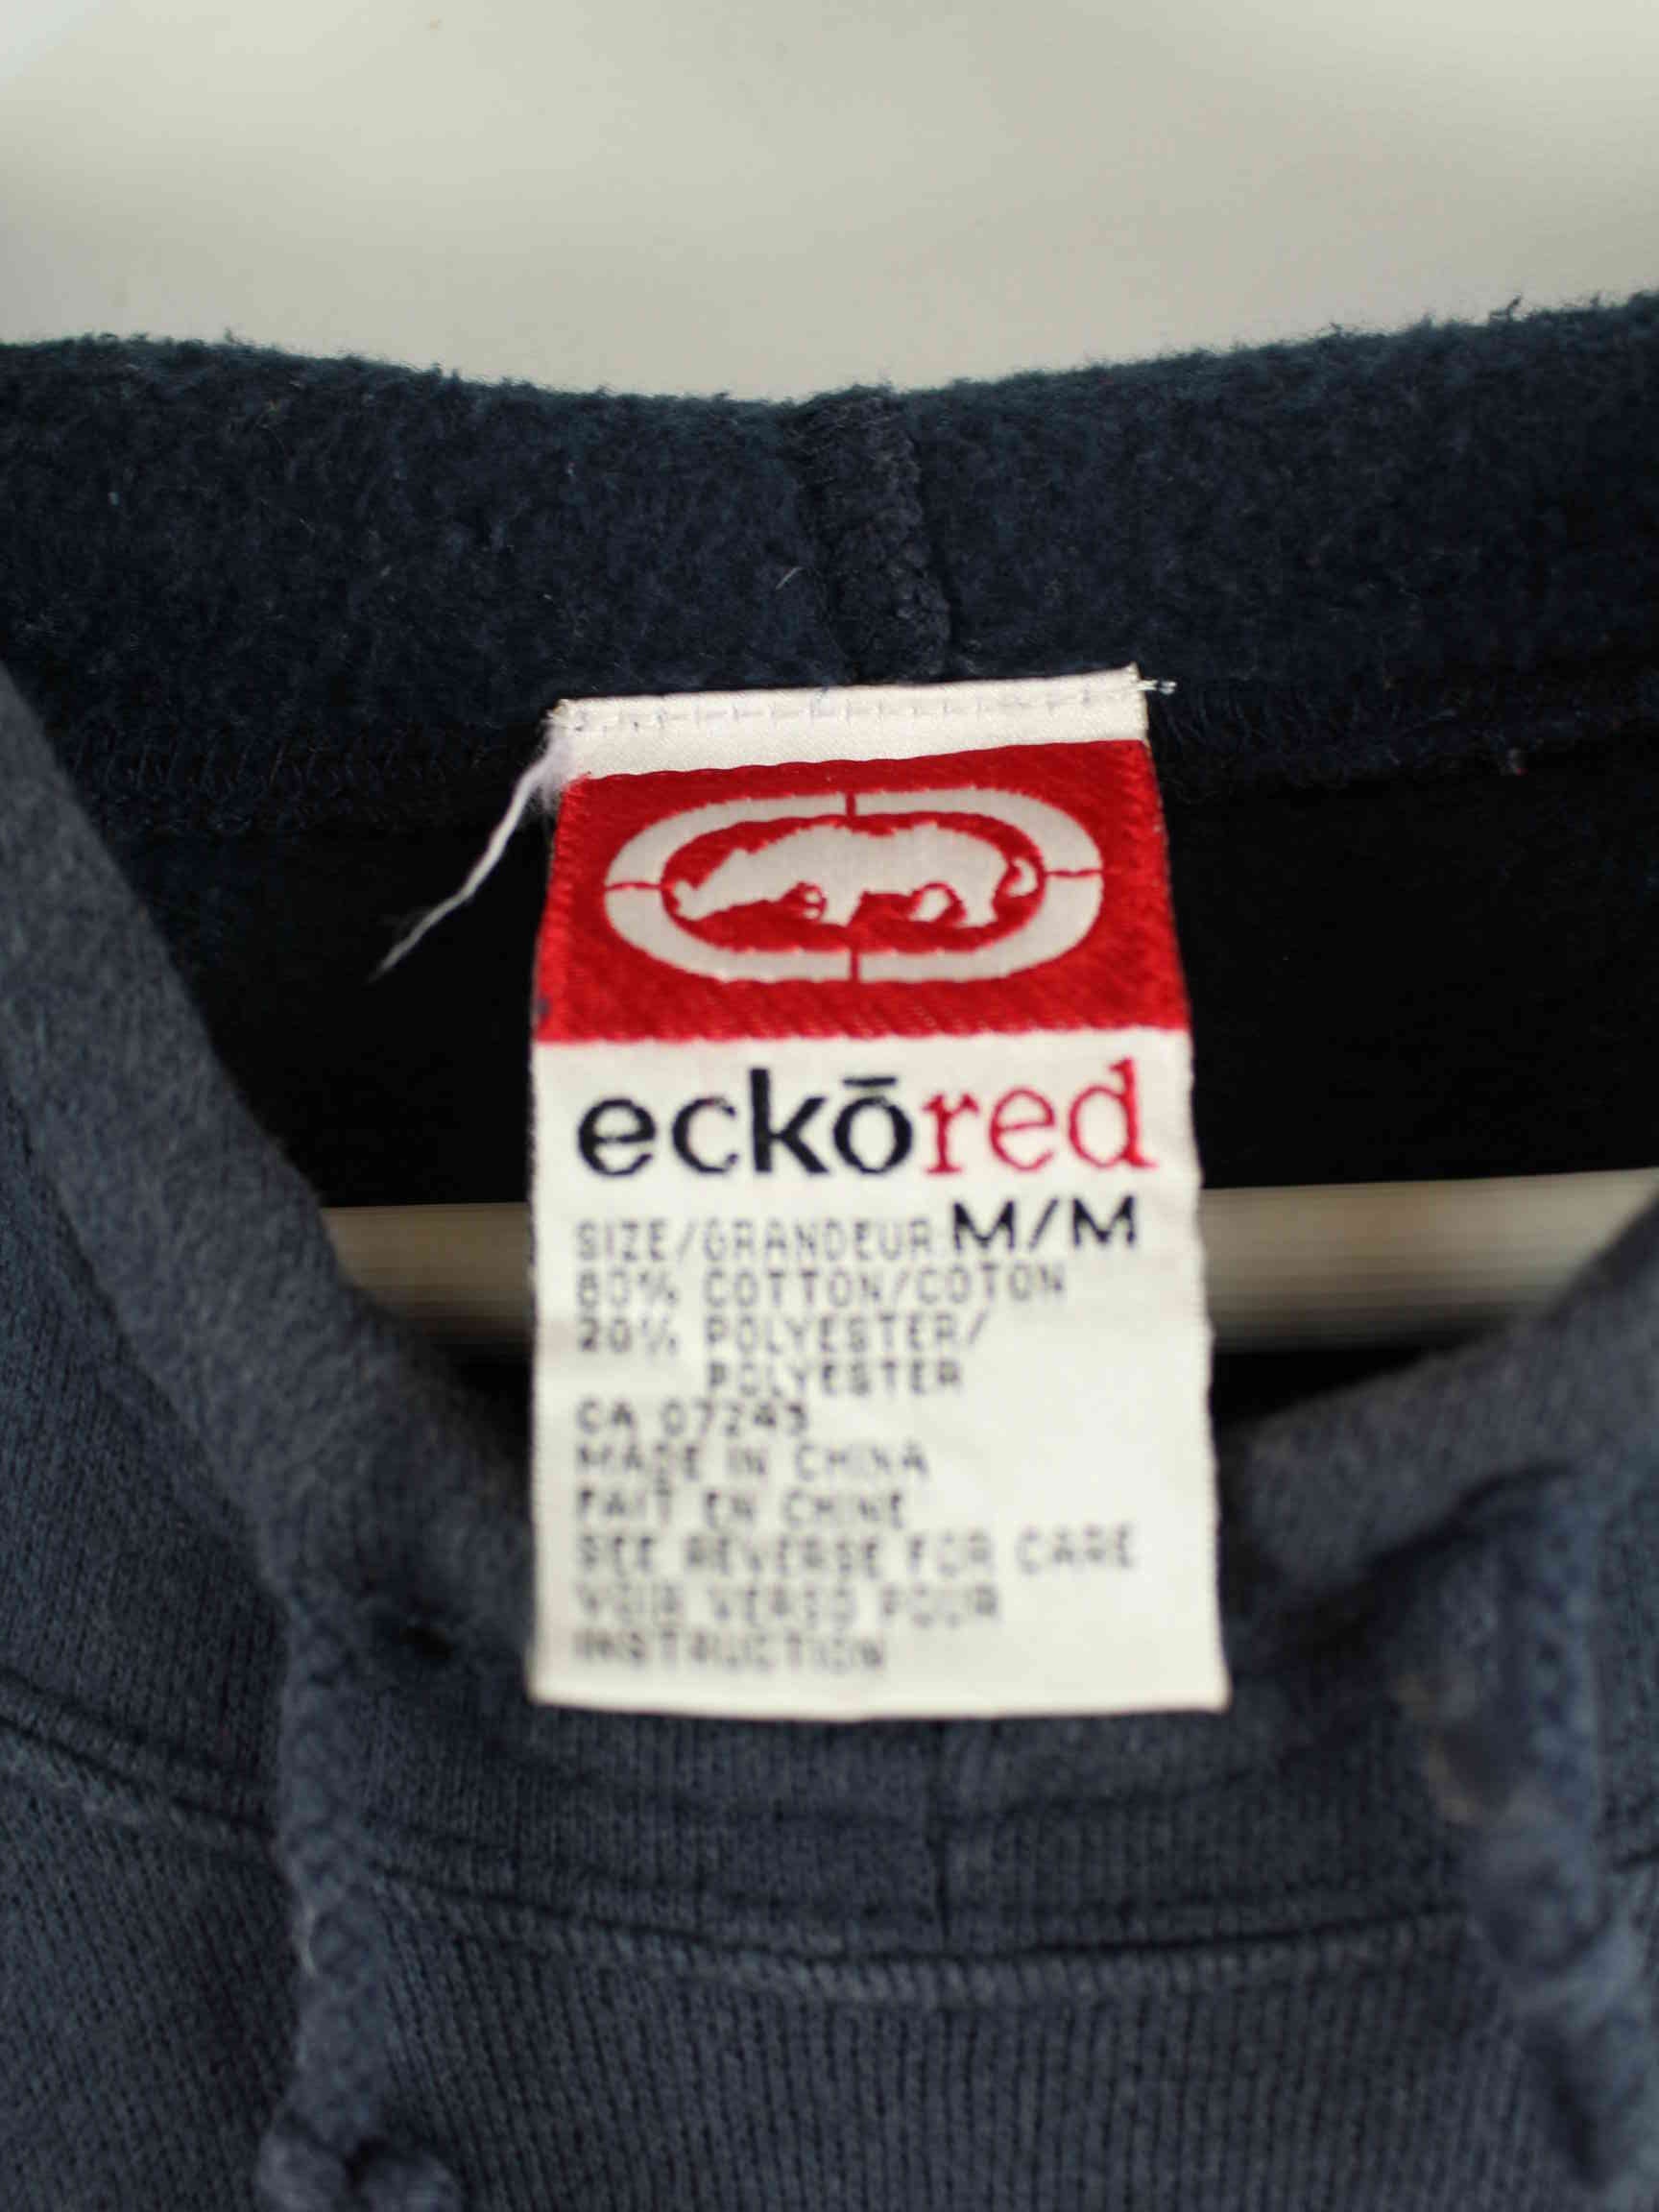 eckōred
SIZE/GRANDEUR M/M
80% COTTON/COTON
20% POLYESTER/
POLYESTER
CA 07243
MADE IN CHINA
FAIT EN CHINE
SEE REVERSE FOR CARE
VOIR VERSO POUR
INSTRUCTION